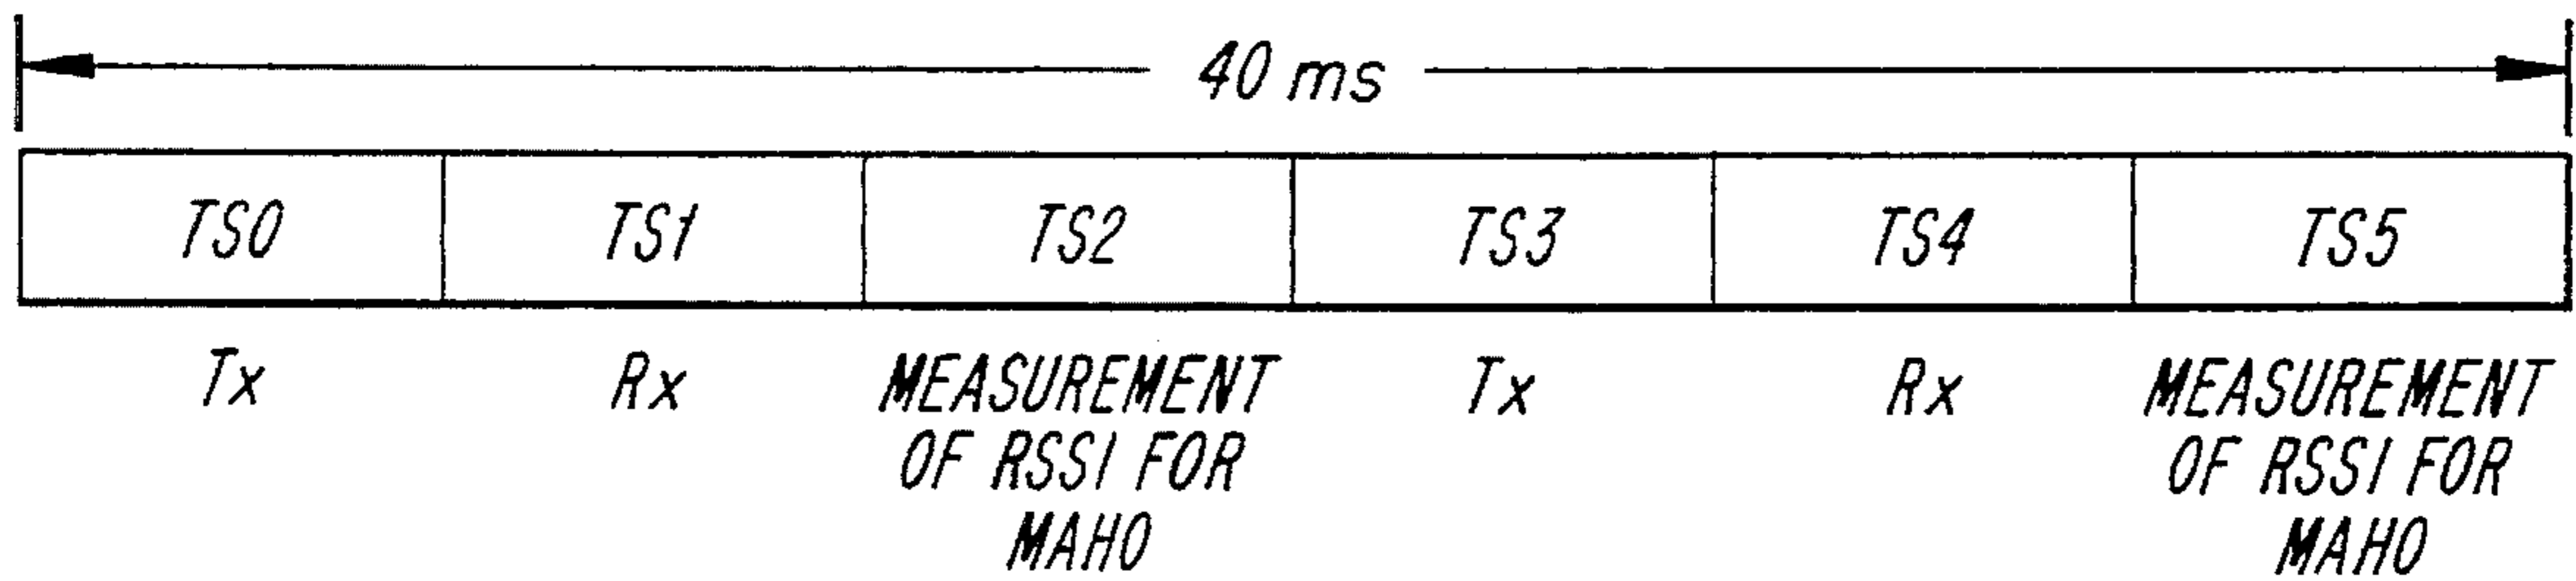 40 ms
TS0 TS1 TS2 TS3 TS4 TS5
Tx Rx MEASUREMENT OF RSSI FOR MAHO Tx Rx MEASUREMENT OF RSSI FOR MAHO